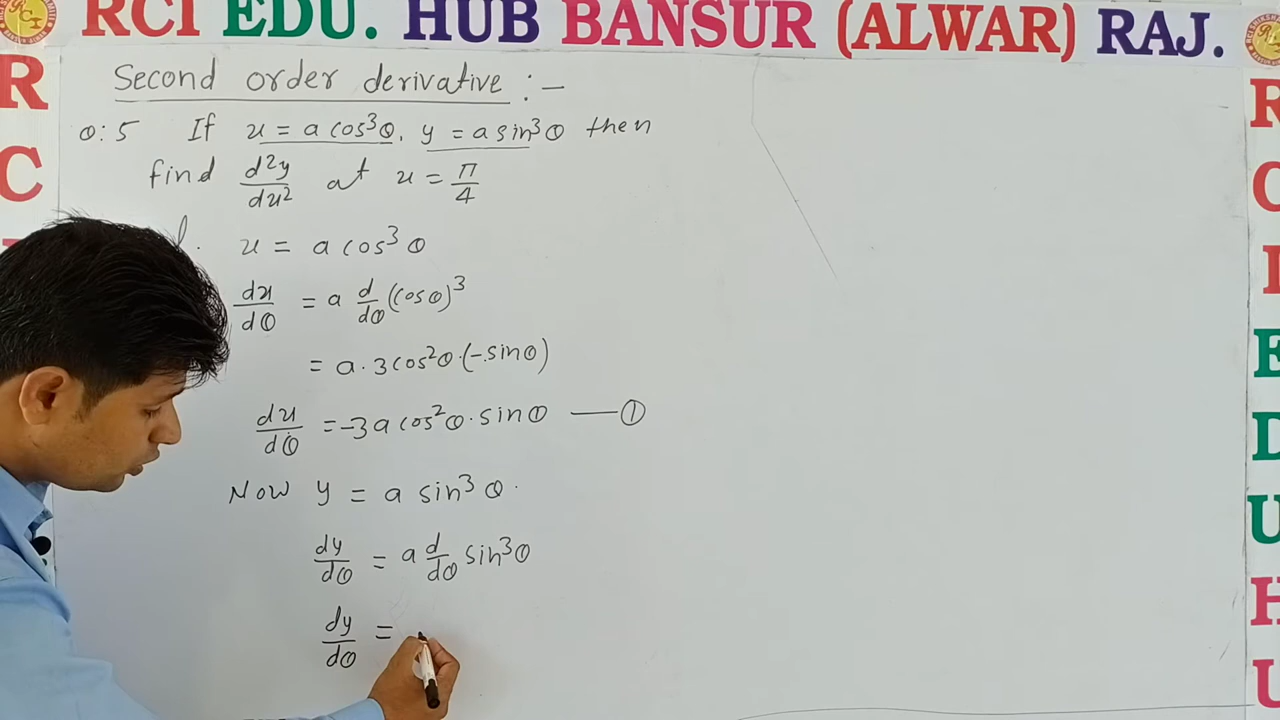 RCI EDU. HUB BANSUR (ALWAR) RAJ.
Second order derivative :-
Q:5 If x = a cos³θ, y = a sin³θ then
find d²y/dx² at x = π/4
x = a cos³ θ
dx/dθ = a d/dθ (cosθ)³
= a · 3cos²θ · (-sinθ)
dx/dθ = -3a cos²θ · sinθ —— ①
Now y = a sin³ θ
dy/dθ = a d/dθ sin³θ
dy/dθ =
R
C
R
C
I
E
D
U
H
U